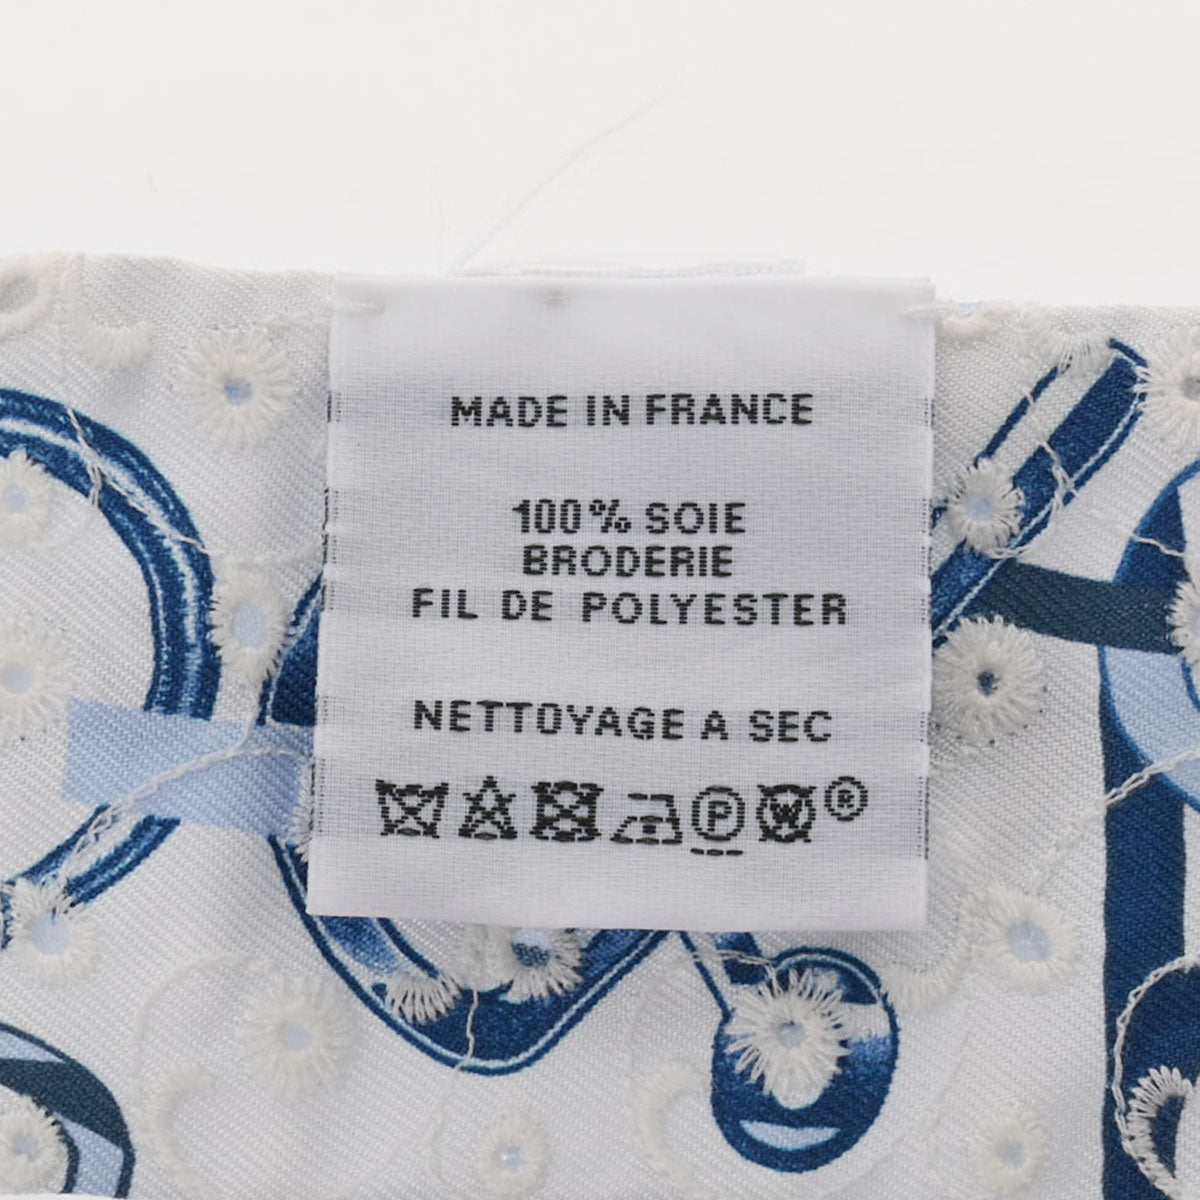 MADE IN FRANCE
100% SOIE
BRODERIE
FIL DE POLYESTER
NETTOYAGE A SEC
P W ®